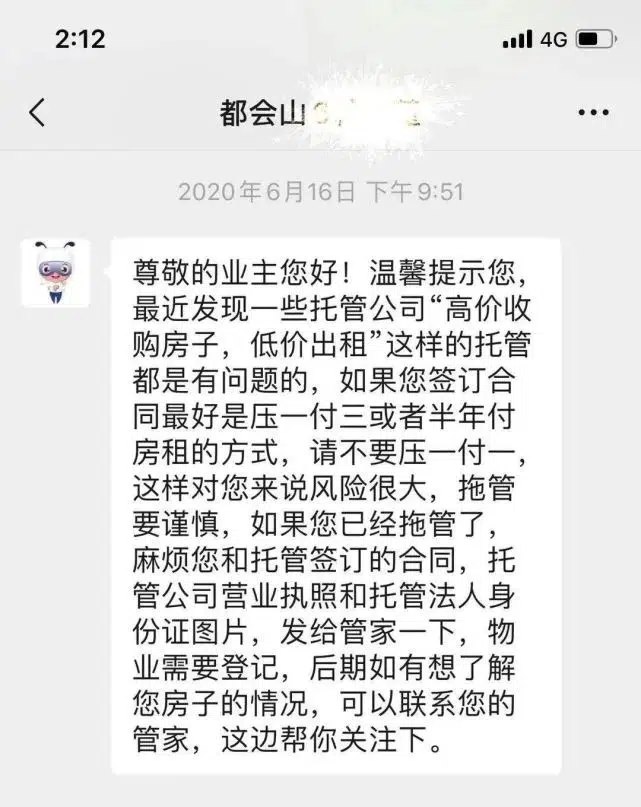 2:12
4G
都会山
2020年6月16日 下午9:51
尊敬的业主您好！温馨提示您，
最近发现一些托管公司“高价收
购房子，低价出租”这样的托管
都是有问题的，如果您签订合
同最好是压一付三或者半年付
房租的方式，请不要压一付一，
这样对您来说风险很大，拖管
要谨慎，如果您已经拖管了，
麻烦您和托管签订的合同，托
管公司营业执照和托管法人身
份证图片，发给管家一下，物
业需要登记，后期如有想了解
您房子的情况，可以联系您的
管家，这边帮你关注下。